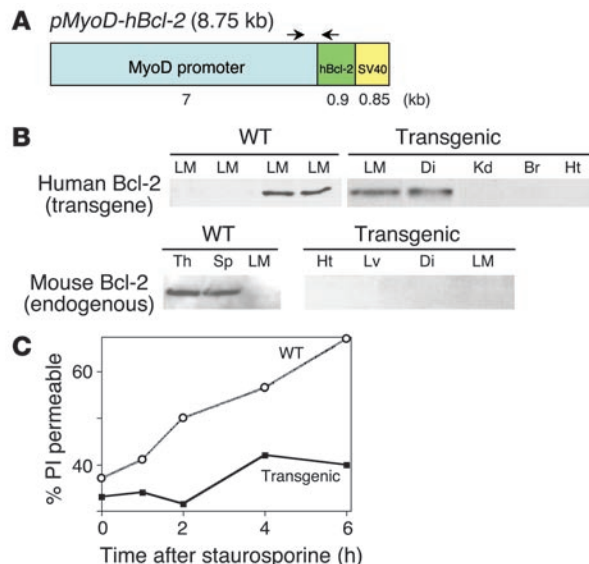 A
pMyoD-hBcl-2 (8.75 kb)
MyoD promoter hBcl-2 SV40
7 0.9 0.85 (kb)
B
WT Transgenic
LM LM LM LM LM Di Kd Br Ht
Human Bcl-2
(transgene)
WT Transgenic
Th Sp LM Ht Lv Di LM
Mouse Bcl-2
(endogenous)
C
% PI permeable
60
40
WT
Transgenic
0 2 4 6
Time after staurosporine (h)